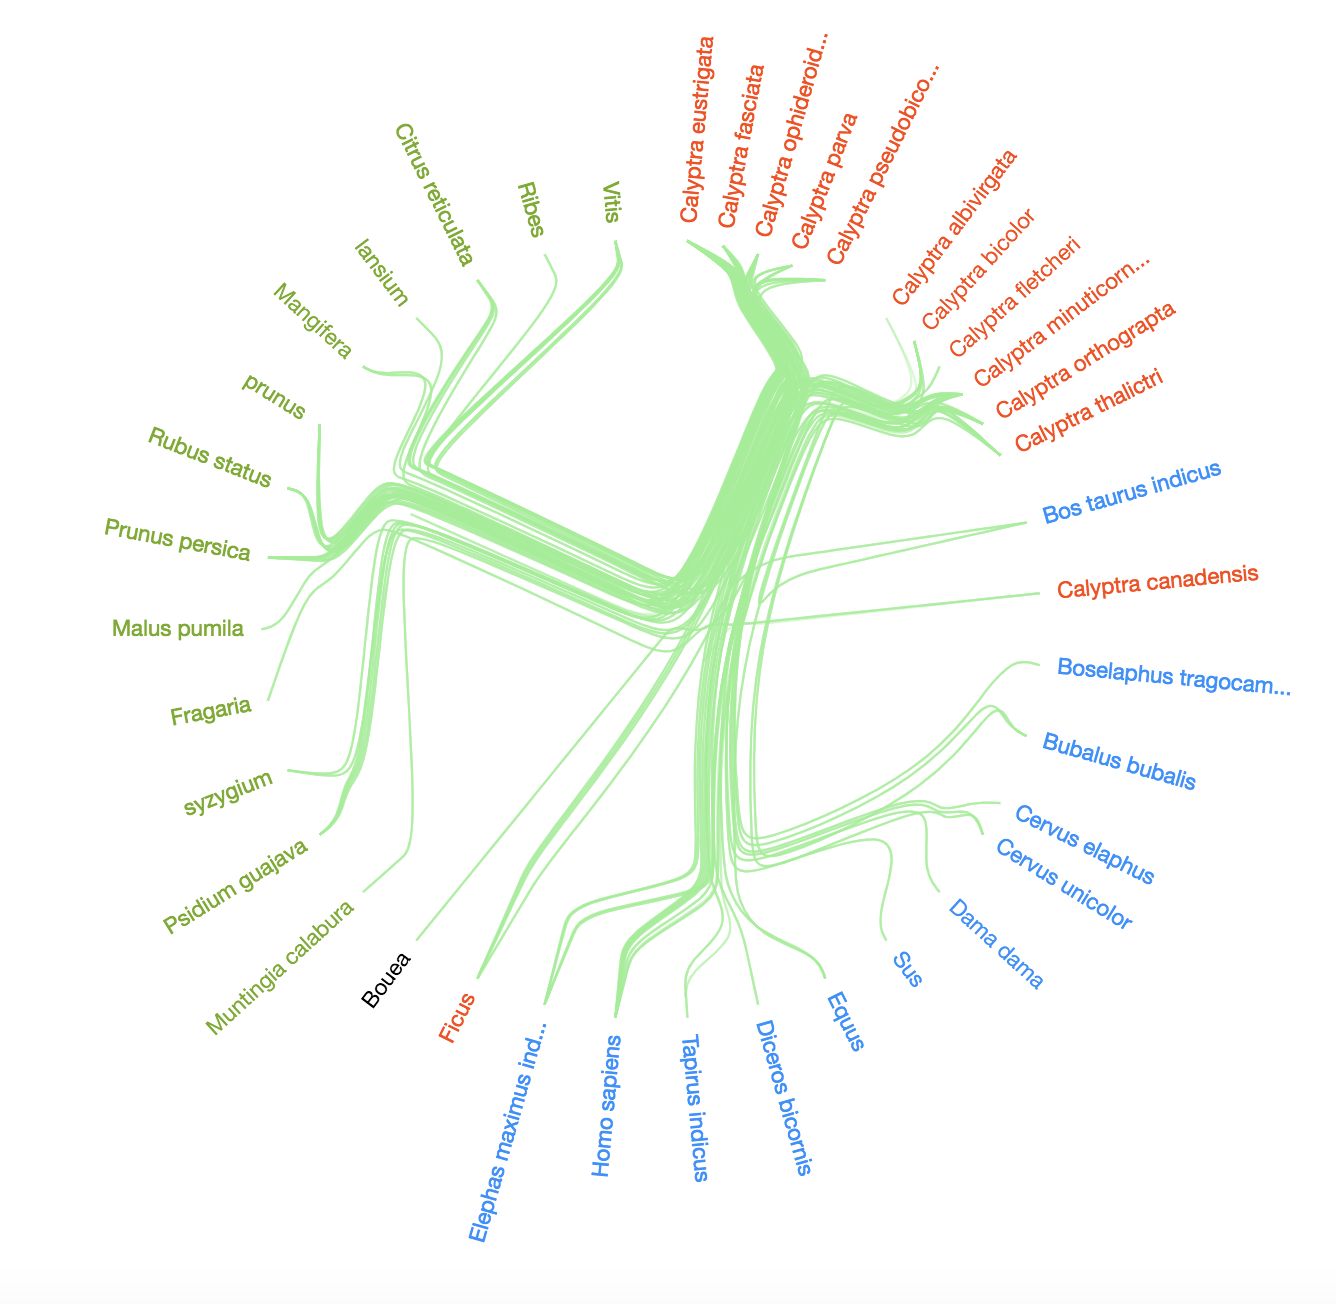 Calyptra eustrigata
Calyptra fasciata
Calyptra ophideroid...
Calyptra parva
Calyptra pseudobico...
Calyptra albivirgata
Calyptra bicolor
Calyptra fletcheri
Calyptra minuticorn...
Calyptra orthograpta
Calyptra thalictri
Bos taurus indicus
Calyptra canadensis
Boselaphus tragocam...
Bubalus bubalis
Cervus elaphus
Cervus unicolor
Dama dama
Sus
Equus
Diceros bicornis
Tapirus indicus
Homo sapiens
Elephas maximus ind...
Ficus
Bouea
Muntingia calabura
Psidium guajava
syzygium
Fragaria
Malus pumila
Prunus persica
Rubus status
prunus
Mangifera
lansium
Citrus reticulata
Ribes
Vitis